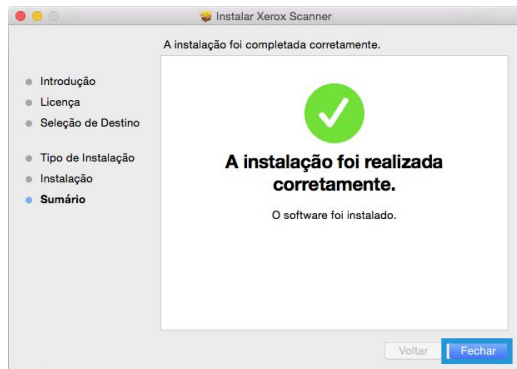 Instalar Xerox Scanner
A instalação foi completada corretamente.
Introdução
Licença
Seleção de Destino
Tipo de Instalação
Instalação
Sumário
A instalação foi realizada
corretamente.
O software foi instalado.
Voltar
Fechar